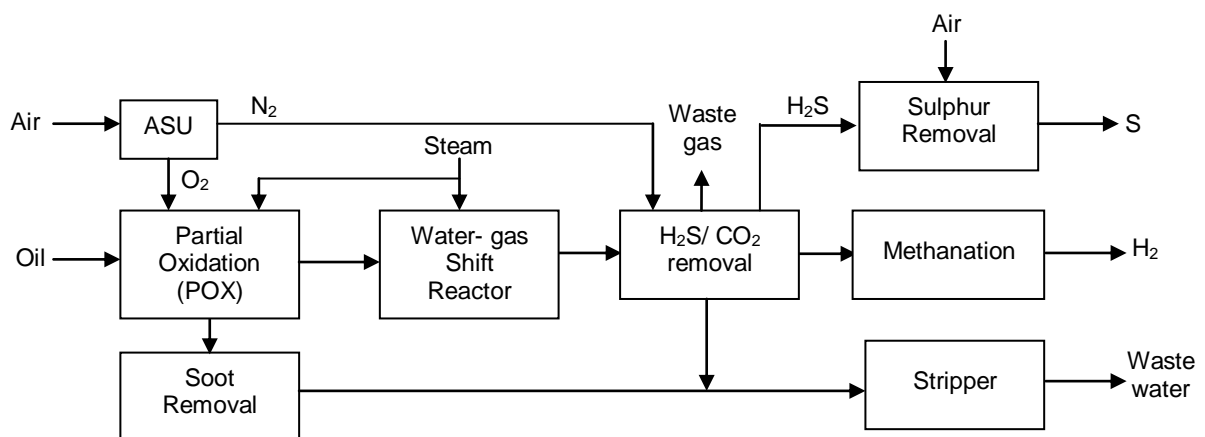 Air
Air
ASU
N₂
Waste
gas
H₂S
Sulphur
Removal
S
O₂
Steam
Oil
Partial
Oxidation
(POX)
Water- gas
Shift
Reactor
H₂S/ CO₂
removal
Methanation
H₂
Soot
Removal
Stripper
Waste
water